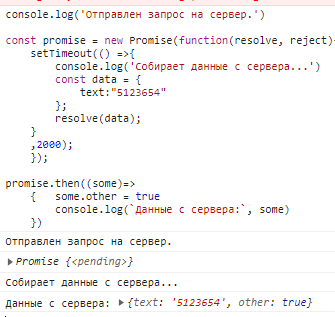 console.log('Отправлен запрос на сервер.')
const promise = new Promise(function(resolve, reject)
setTimeout(() =>{
console.log('Собирает данные с сервера...')
const data = {
text:"5123654"
};
resolve(data);
}
,2000);
});
promise.then((some)=>
{ some.other = true
console.log(`Данные с сервера:`, some)
})
Отправлен запрос на сервер.
▶ Promise {<pending>}
Собирает данные с сервера...
Данные с сервера: ▶ {text: '5123654', other: true}